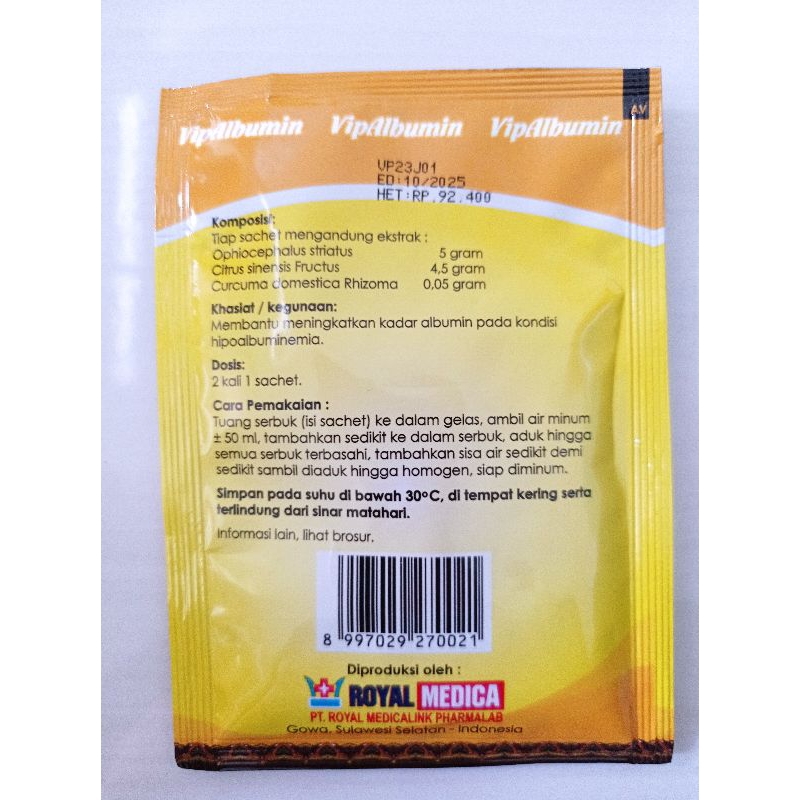 VipAlbumin VipAlbumin VipAlbumin
AV
VP23J01
ED:10/2025
HET:RP.92.400
Komposisi:
Tiap sachet mengandung ekstrak :
Ophiocephalus striatus 5 gram
Citrus sinensis Fructus 4,5 gram
Curcuma domestica Rhizoma 0,05 gram
Khasiat / kegunaan:
Membantu meningkatkan kadar albumin pada kondisi
hipoalbuminemia.
Dosis:
2 kali 1 sachet.
Cara Pemakaian :
Tuang serbuk (isi sachet) ke dalam gelas, ambil air minum
± 50 ml, tambahkan sedikit ke dalam serbuk, aduk hingga
semua serbuk terbasahi, tambahkan sisa air sedikit demi
sedikit sambil diaduk hingga homogen, siap diminum.
Simpan pada suhu di bawah 30°C, di tempat kering serta
terlindung dari sinar matahari.
Informasi lain, lihat brosur.
8 997029 270021
Diproduksi oleh :
ROYAL MEDICA
PT. ROYAL MEDICALINK PHARMALAB
Gowa, Sulawesi Selatan - Indonesia